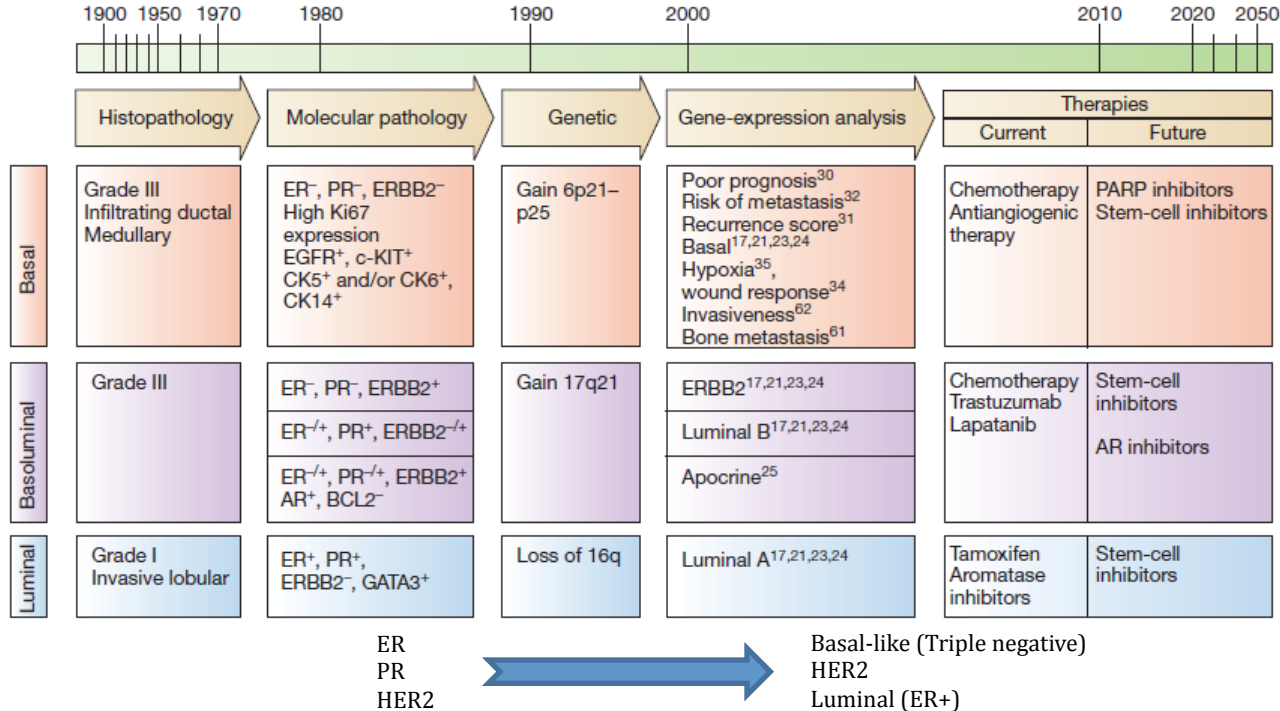 1900 1950 1970 1980 1990 2000 2010 2020 2050
Histopathology
Molecular pathology
Genetic
Gene-expression analysis
Therapies
Current
Future
Basal
Grade III
Infiltrating ductal
Medullary
ER⁻, PR⁻, ERBB2⁻
High Ki67
expression
EGFR⁺, c-KIT⁺
CK5⁺ and/or CK6⁺,
CK14⁺
Gain 6p21–
p25
Poor prognosis³⁰
Risk of metastasis³²
Recurrence score³¹
Basal¹⁷,²¹,²³,²⁴
Hypoxia³⁵,
wound response³⁴
Invasiveness⁶²
Bone metastasis⁶¹
Chemotherapy
Antiangiogenic
therapy
PARP inhibitors
Stem-cell inhibitors
Basoluminal
Grade III
ER⁻, PR⁻, ERBB2⁺
ER⁻/⁺, PR⁺, ERBB2⁻/⁺
ER⁻/⁺, PR⁻/⁺, ERBB2⁺
AR⁺, BCL2⁻
Gain 17q21
ERBB2¹⁷,²¹,²³,²⁴
Luminal B¹⁷,²¹,²³,²⁴
Apocrine²⁵
Chemotherapy
Trastuzumab
Lapatanib
Stem-cell
inhibitors
AR inhibitors
Luminal
Grade I
Invasive lobular
ER⁺, PR⁺,
ERBB2⁻, GATA3⁺
Loss of 16q
Luminal A¹⁷,²¹,²³,²⁴
Tamoxifen
Aromatase
inhibitors
Stem-cell
inhibitors
ER
PR
HER2
Basal-like (Triple negative)
HER2
Luminal (ER+)